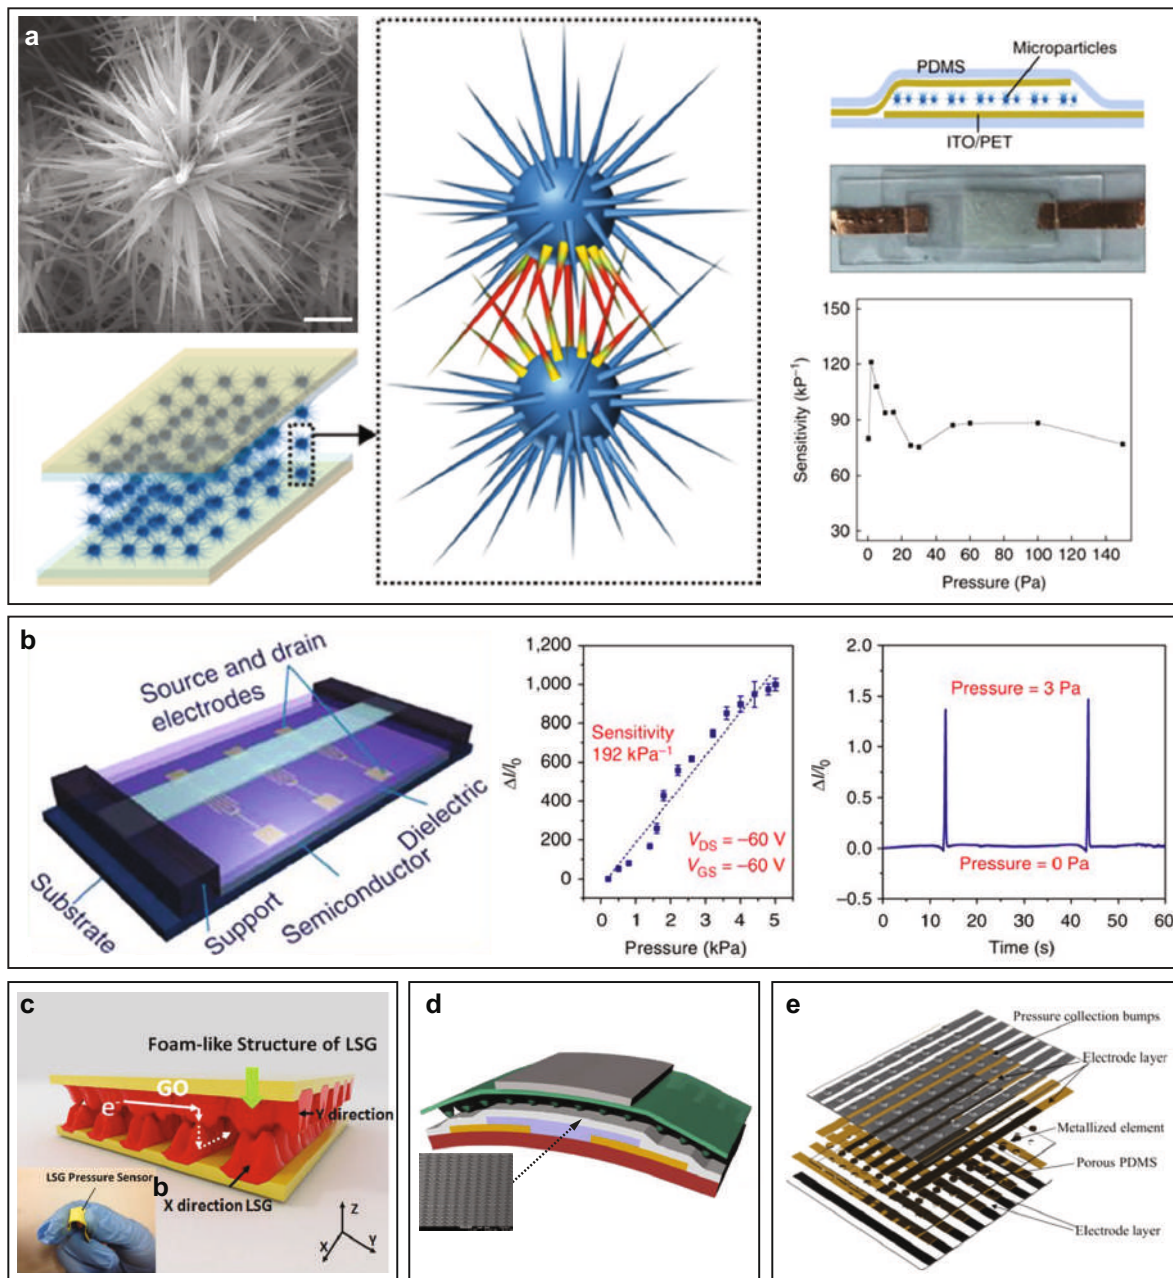 a
Microparticles
PDMS
ITO/PET
150
120
90
60
30
Sensitivity (kP⁻¹)
0 20 40 60 80 100 120 140
Pressure (Pa)
b
Source and drain
electrodes
Dielectric
Semiconductor
Support
Substrate
1,200
1,000
800
600
400
200
0
ΔI/I₀
Sensitivity
192 kPa⁻¹
V_DS = −60 V
V_GS = −60 V
0 1 2 3 4 5
Pressure (kPa)
2.0
1.5
1.0
0.5
0.0
−0.5
ΔI/I₀
Pressure = 3 Pa
Pressure = 0 Pa
0 10 20 30 40 50 60
Time (s)
c
Foam-like Structure of LSG
GO
e⁻
Y direction
LSG Pressure Sensor
b
X direction LSG
Z
X Y
d
e
Pressure collection bumps
Electrode layer
Metallized element
Porous PDMS
Electrode layer